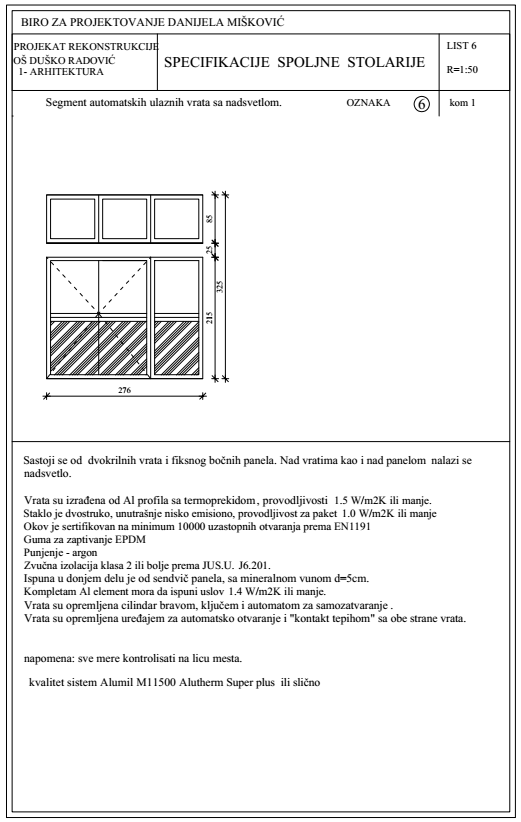 BIRO ZA PROJEKTOVANJE DANIJELA MIŠKOVIĆ
PROJEKAT REKONSTRUKCIJE
OŠ DUŠKO RADOVIĆ
1- ARHITEKTURA
SPECIFIKACIJE SPOLJNE STOLARIJE
LIST 6
R=1:50
Segment automatskih ulaznih vrata sa nadsvetlom. OZNAKA 6 kom 1
85
25
325
215
276
Sastoji se od dvokrilnih vrata i fiksnog bočnih panela. Nad vratima kao i nad panelom nalazi se
nadsvetlo.
Vrata su izrađena od Al profila sa termoprekidom, provodljivosti 1.5 W/m2K ili manje.
Staklo je dvostruko, unutrašnje nisko emisiono, provodljivost za paket 1.0 W/m2K ili manje
Okov je sertifikovan na minimum 10000 uzastopnih otvaranja prema EN1191
Guma za zaptivanje EPDM
Punjenje - argon
Zvučna izolacija klasa 2 ili bolje prema JUS.U. J6.201.
Ispuna u donjem delu je od sendvič panela, sa mineralnom vunom d=5cm.
Kompletam Al element mora da ispuni uslov 1.4 W/m2K ili manje.
Vrata su opremljena cilindar bravom, ključem i automatom za samozatvaranje .
Vrata su opremljena uređajem za automatsko otvaranje i "kontakt tepihom" sa obe strane vrata.
napomena: sve mere kontrolisati na licu mesta.
kvalitet sistem Alumil M11500 Alutherm Super plus ili slično